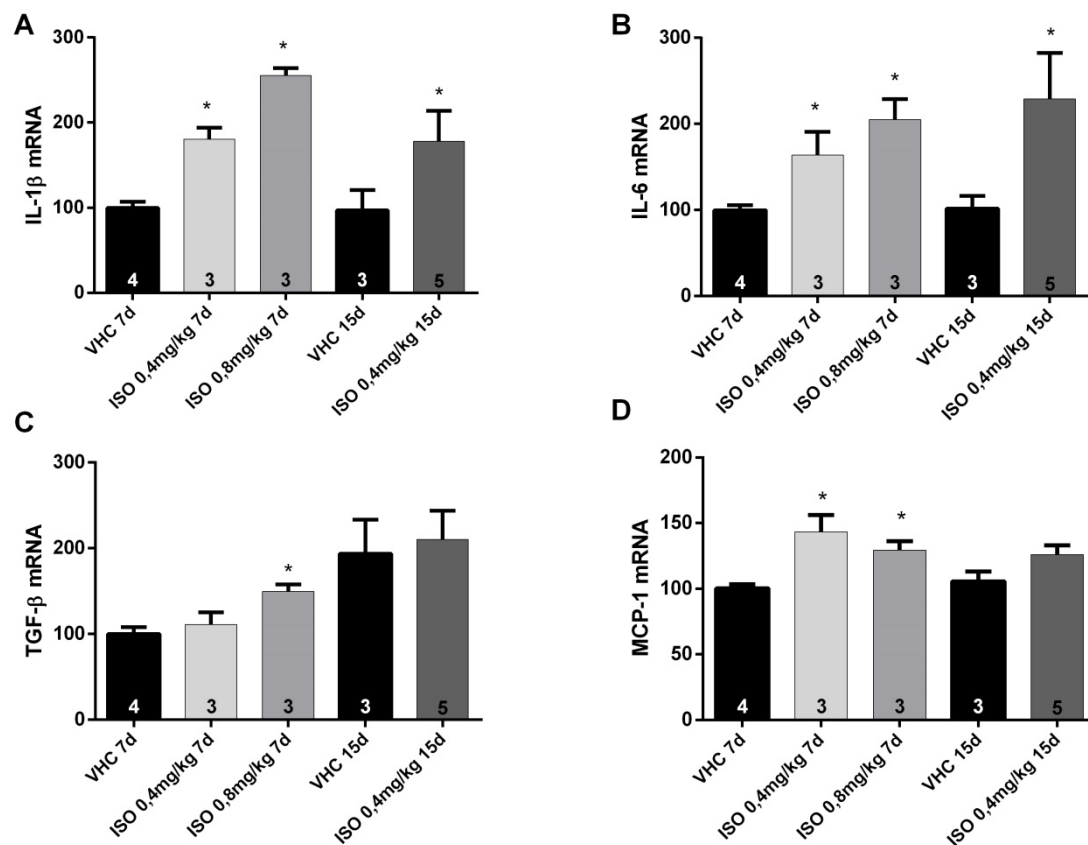 A
300
200
100
0
IL-1β mRNA
*
*
*
4
3
3
3
5
VHC 7d
ISO 0,4mg/kg 7d
ISO 0,8mg/kg 7d
VHC 15d
ISO 0,4mg/kg 15d
B
300
200
100
0
IL-6 mRNA
*
*
*
4
3
3
3
5
VHC 7d
ISO 0,4mg/kg 7d
ISO 0,8mg/kg 7d
VHC 15d
ISO 0,4mg/kg 15d
C
300
200
100
0
TGF-β mRNA
*
4
3
3
3
5
VHC 7d
ISO 0,4mg/kg 7d
ISO 0,8mg/kg 7d
VHC 15d
ISO 0,4mg/kg 15d
D
200
150
100
50
0
MCP-1 mRNA
*
*
4
3
3
3
5
VHC 7d
ISO 0,4mg/kg 7d
ISO 0,8mg/kg 7d
VHC 15d
ISO 0,4mg/kg 15d